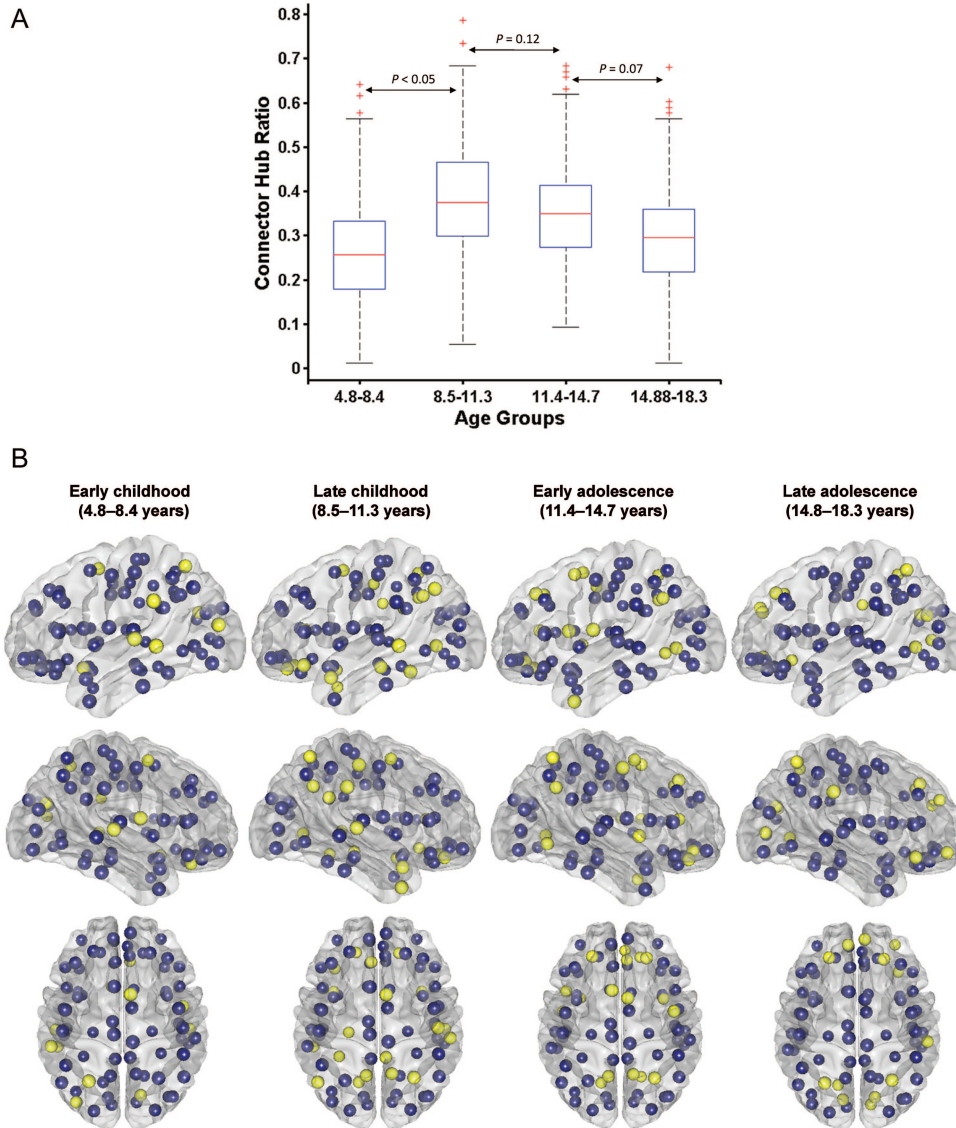 A
0.8
0.7
0.6
0.5
0.4
0.3
0.2
0.1
0
Connector Hub Ratio
P < 0.05
P = 0.12
P = 0.07
4.8-8.4 8.5-11.3 11.4-14.7 14.88-18.3
Age Groups
B
Early childhood
(4.8–8.4 years)
Late childhood
(8.5–11.3 years)
Early adolescence
(11.4–14.7 years)
Late adolescence
(14.8–18.3 years)